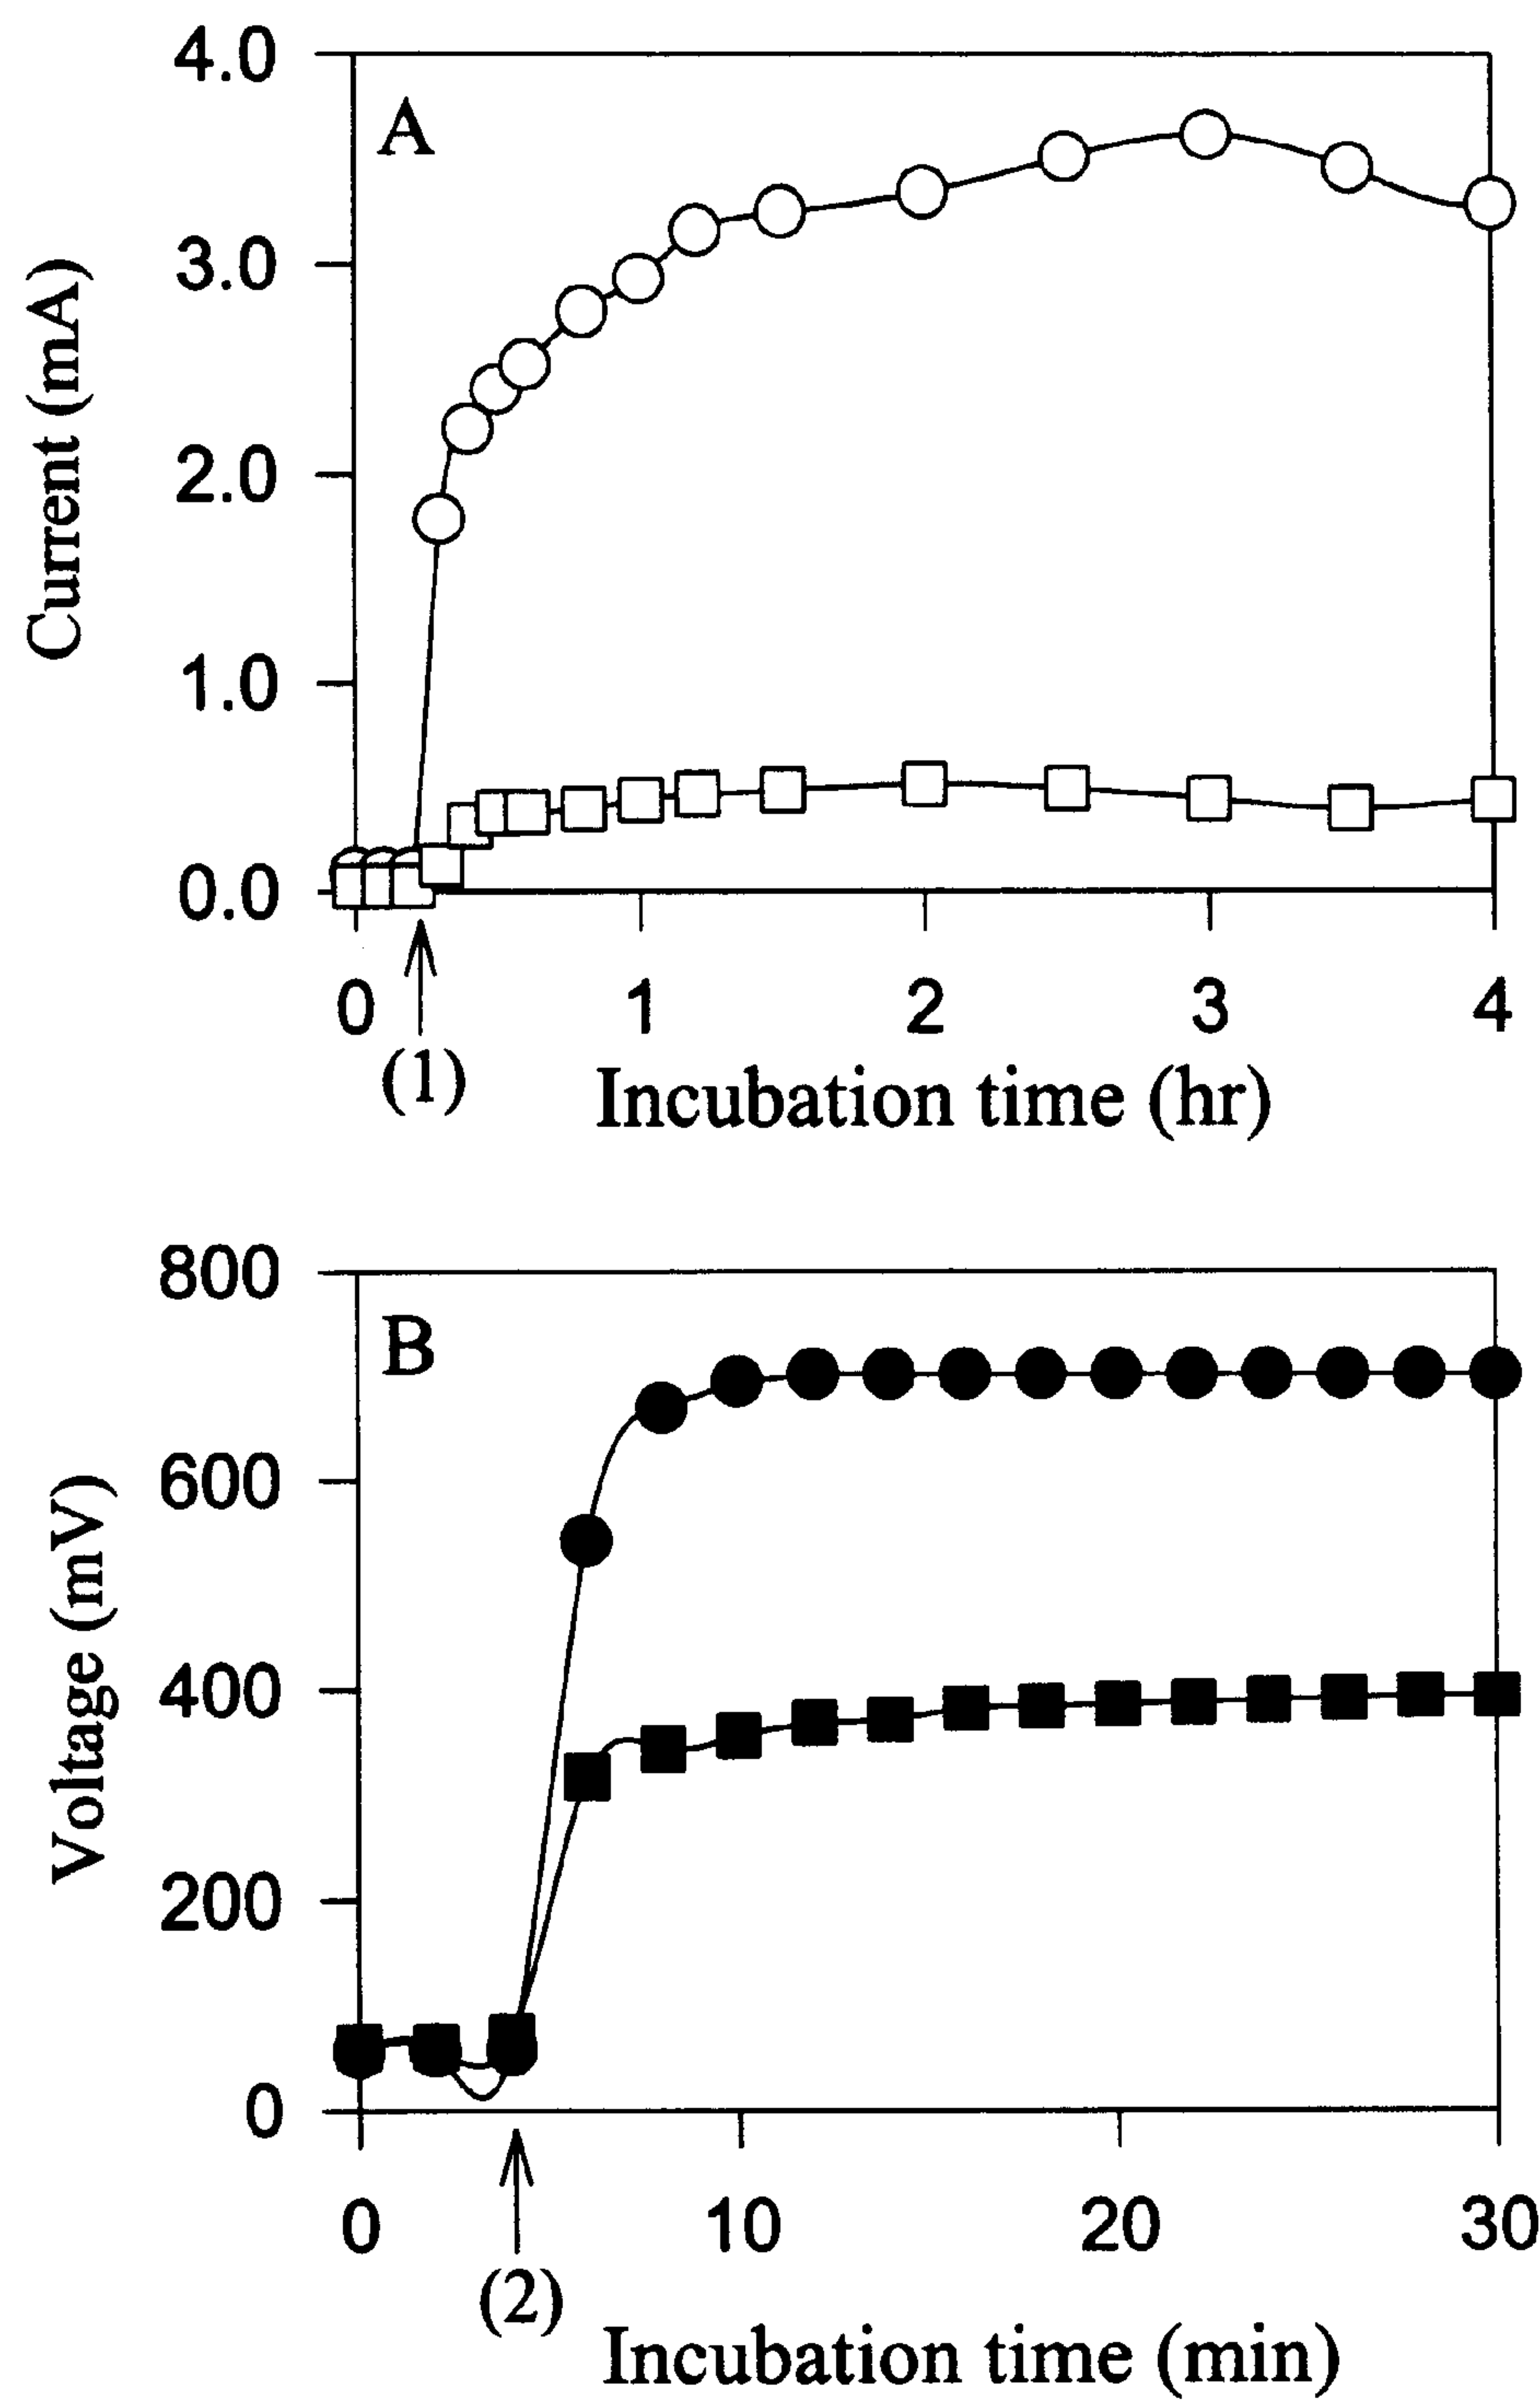 4.0
A
3.0
2.0
1.0
0.0
Current (mA)
0 1 2 3 4
(1)
Incubation time (hr)
800
B
600
400
200
0
Voltage (mV)
0 10 20 30
(2)
Incubation time (min)